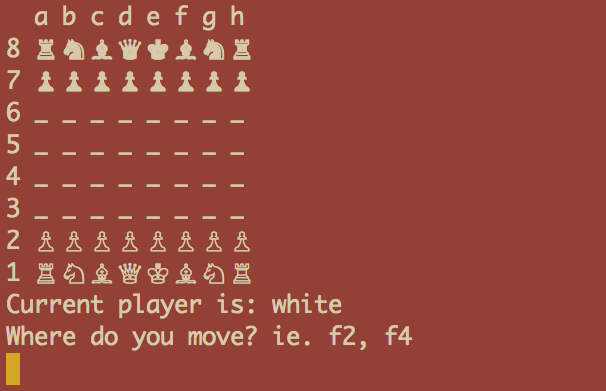 a b c d e f g h
8 ♜ ♞ ♝ ♛ ♚ ♝ ♞ ♜
7 ♟ ♟ ♟ ♟ ♟ ♟ ♟ ♟
6 _ _ _ _ _ _ _ _
5 _ _ _ _ _ _ _ _
4 _ _ _ _ _ _ _ _
3 _ _ _ _ _ _ _ _
2 ♙ ♙ ♙ ♙ ♙ ♙ ♙ ♙
1 ♖ ♘ ♗ ♕ ♔ ♗ ♘ ♖
Current player is: white
Where do you move? ie. f2, f4